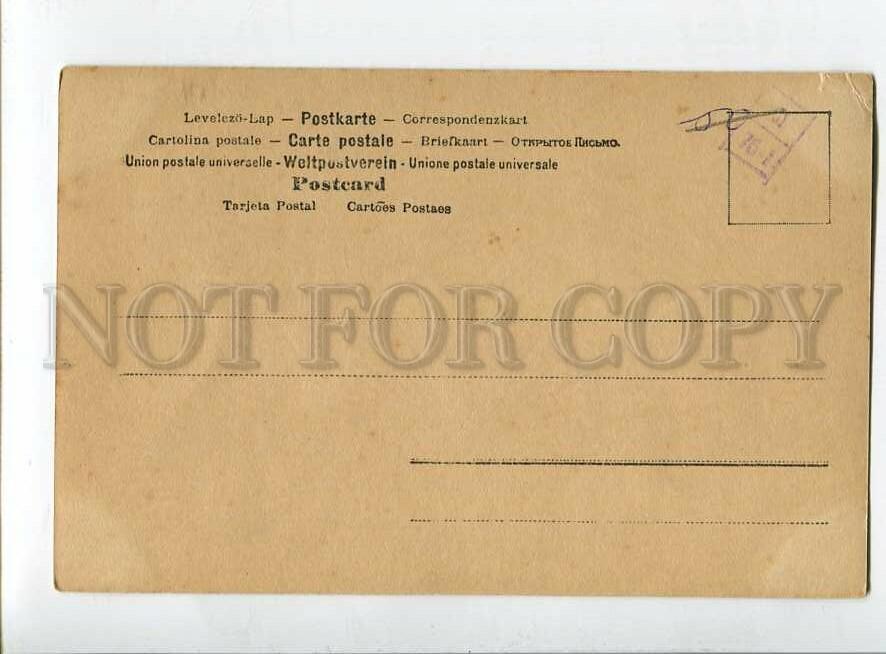 Levelező-Lap — Postkarte — Correspondenzkart
Cartolina postale — Carte postale — Briefkaart — Открытое Письмо.
Union postale universelle - Weltpostverein - Unione postale universale
Postcard
Tarjeta Postal Cartões Postaes
NOT FOR COPY